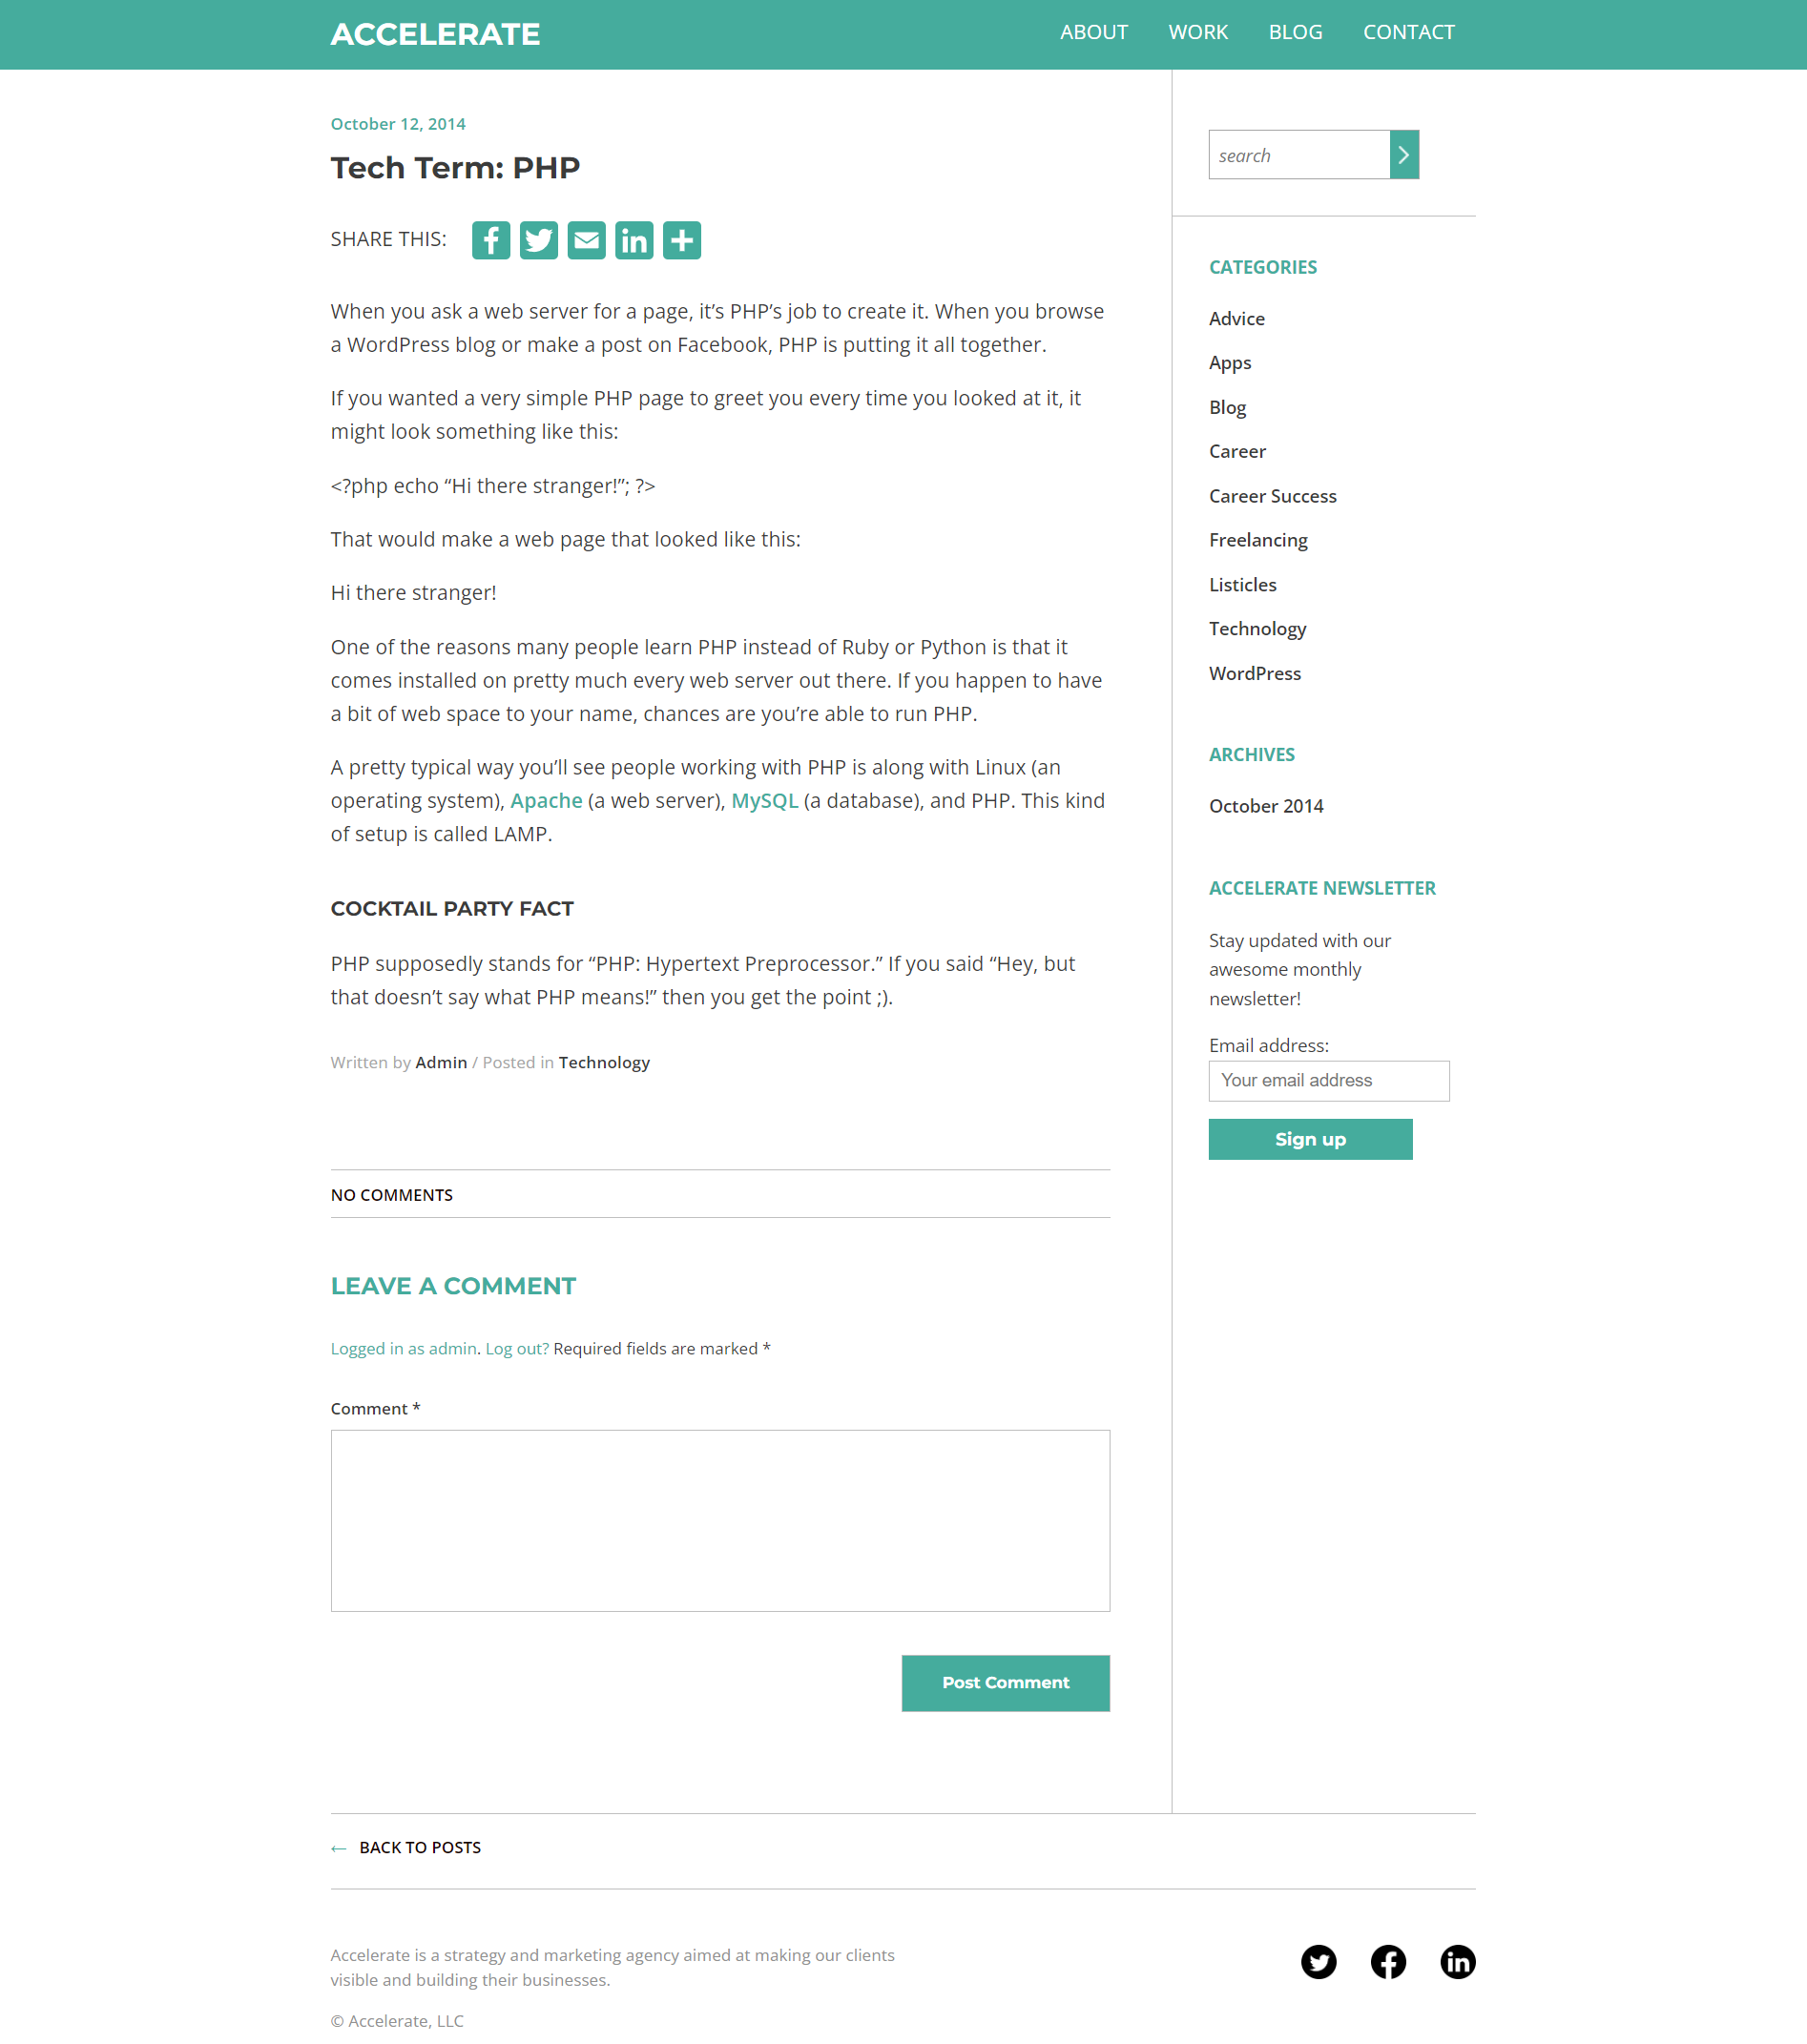 ACCELERATE
ABOUT WORK BLOG CONTACT
October 12, 2014
Tech Term: PHP
SHARE THIS:
When you ask a web server for a page, it’s PHP’s job to create it. When you browse
a WordPress blog or make a post on Facebook, PHP is putting it all together.
If you wanted a very simple PHP page to greet you every time you looked at it, it
might look something like this:
<?php echo “Hi there stranger!”; ?>
That would make a web page that looked like this:
Hi there stranger!
One of the reasons many people learn PHP instead of Ruby or Python is that it
comes installed on pretty much every web server out there. If you happen to have
a bit of web space to your name, chances are you’re able to run PHP.
A pretty typical way you’ll see people working with PHP is along with Linux (an
operating system), Apache (a web server), MySQL (a database), and PHP. This kind
of setup is called LAMP.
COCKTAIL PARTY FACT
PHP supposedly stands for “PHP: Hypertext Preprocessor.” If you said “Hey, but
that doesn’t say what PHP means!” then you get the point ;).
Written by Admin / Posted in Technology
NO COMMENTS
LEAVE A COMMENT
Logged in as admin. Log out? Required fields are marked *
Comment *
Post Comment
search
CATEGORIES
Advice
Apps
Blog
Career
Career Success
Freelancing
Listicles
Technology
WordPress
ARCHIVES
October 2014
ACCELERATE NEWSLETTER
Stay updated with our
awesome monthly
newsletter!
Email address:
Your email address
Sign up
← BACK TO POSTS
Accelerate is a strategy and marketing agency aimed at making our clients
visible and building their businesses.
© Accelerate, LLC